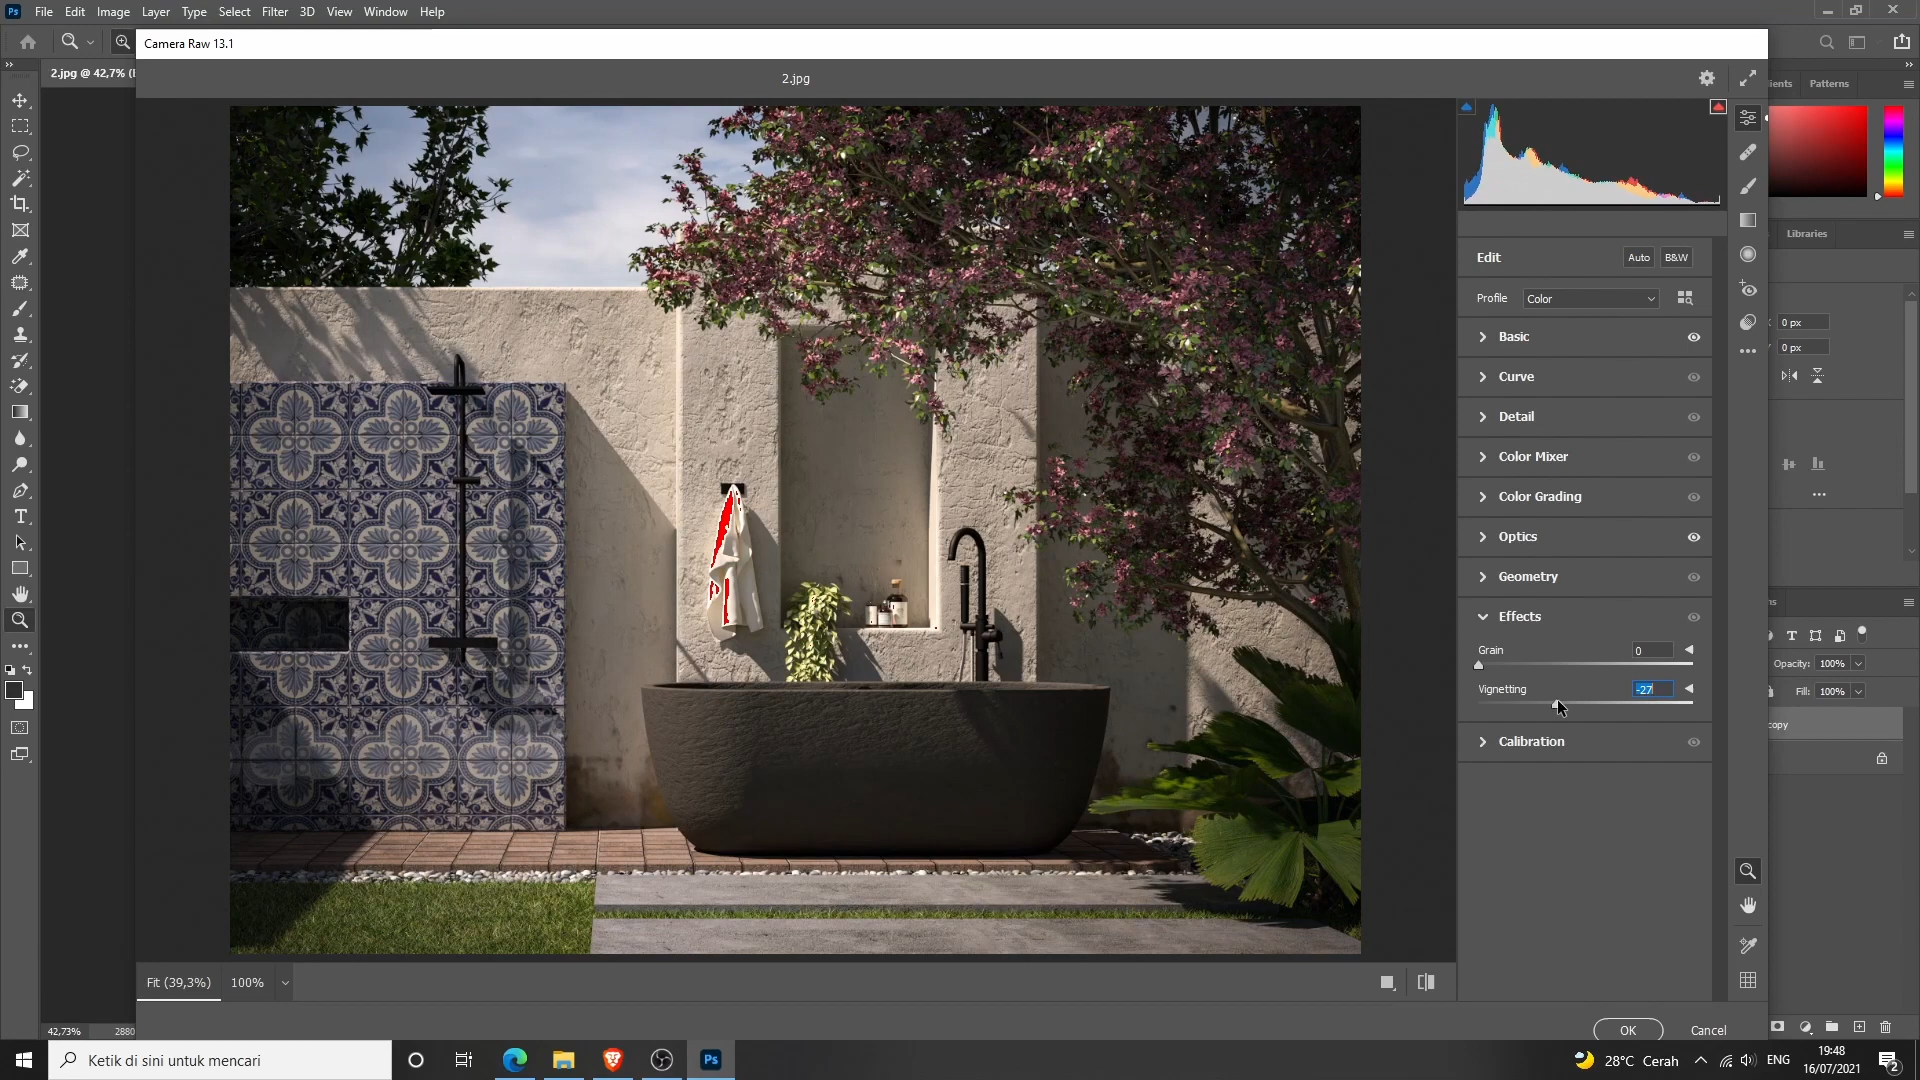 Ps File Edit Image Layer Type Select Filter 3D View Window Help
Camera Raw 13.1
2.jpg @ 42,7% (
2.jpg
Patterns
Edit Auto B&W
Libraries
Profile Color
0 px
Basic
0 px
Curve
Detail
Color Mixer
Color Grading
Optics
Geometry
Effects
Grain 0
Opacity: 100%
Vignetting -27
Fill: 100%
copy
Calibration
Fit (39,3%) 100%
42,73% 2880
OK Cancel
Ketik di sini untuk mencari
Ps
28°C Cerah
ENG
19:48
16/07/2021
2